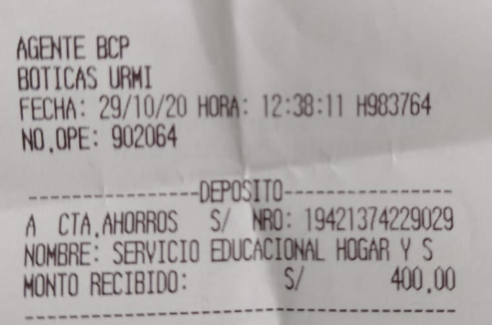 AGENTE BCP
BOTICAS URMI
FECHA: 29/10/20 HORA: 12:38:11 H983764
NO.OPE: 902064
-----------------DEPOSITO-----------------
A CTA.AHORROS S/ NRO: 19421374229029
NOMBRE: SERVICIO EDUCACIONAL HOGAR Y S
MONTO RECIBIDO: S/ 400.00
------------------------------------------